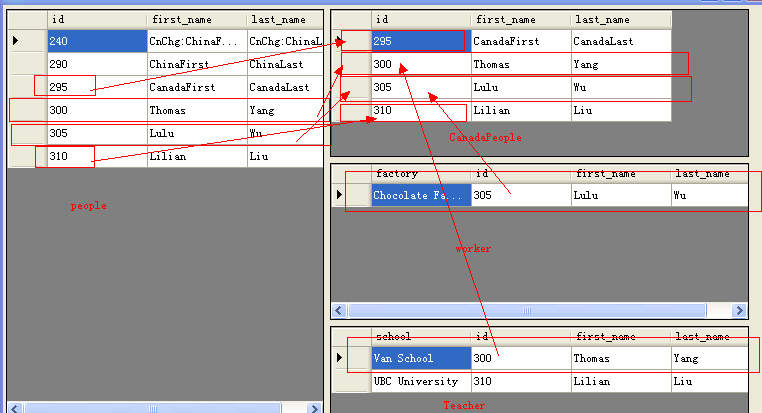 id first_name last_name
240 CnChg:ChinaF... CnChg:ChinaL
290 ChinaFirst ChinaLast
295 CanadaFirst CanadaLast
300 Thomas Yang
305 Lulu Wu
310 Lilian Liu
people
id first_name last_name
295 CanadaFirst CanadaLast
300 Thomas Yang
305 Lulu Wu
310 Lilian Liu
CanadaPeople
factory id first_name last_name
Chocolate Fa... 305 Lulu Wu
worker
school id first_name last_name
Van School 300 Thomas Yang
UBC University 310 Lilian Liu
Teacher